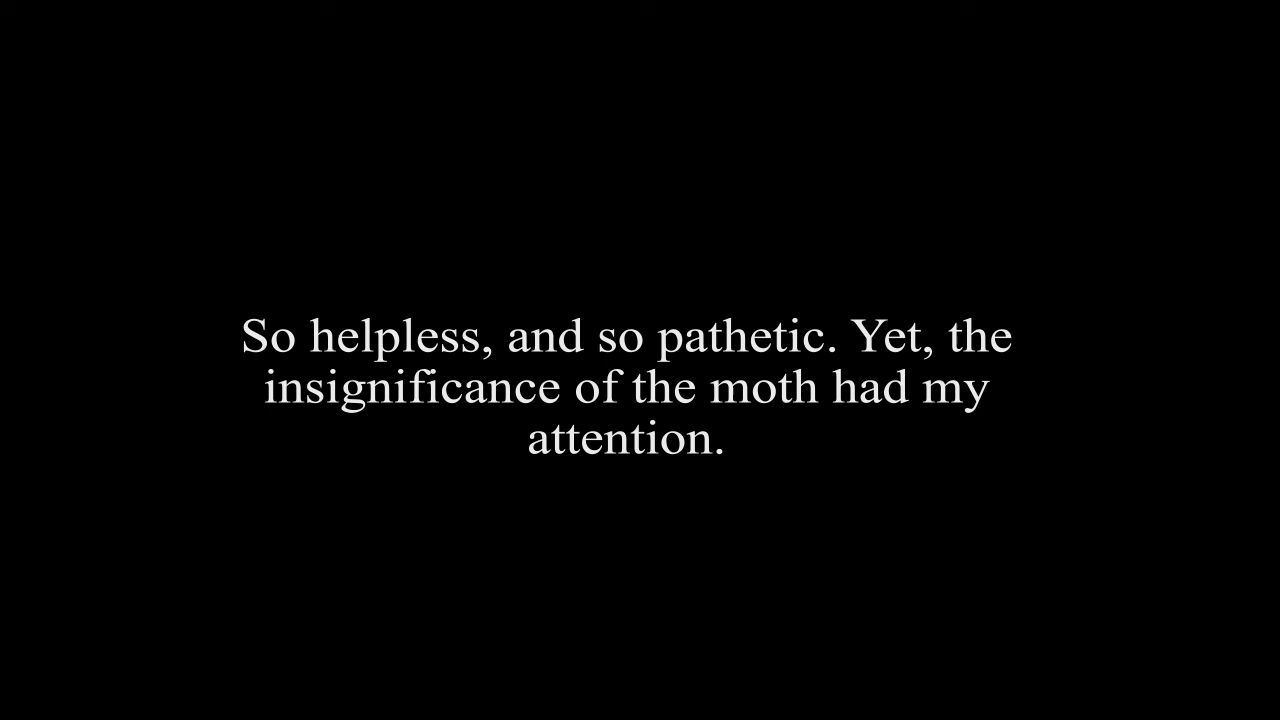 So helpless, and so pathetic. Yet, the
insignificance of the moth had my
attention.